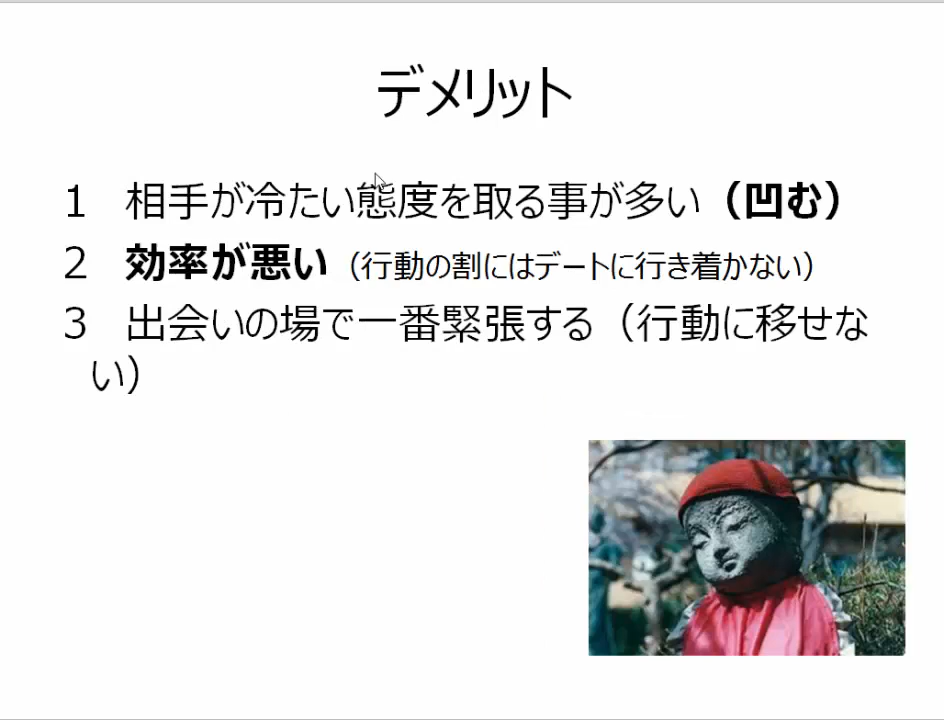 デメリット
1　相手が冷たい態度を取る事が多い（凹む）
2　効率が悪い（行動の割にはデートに行き着かない）
3　出会いの場で一番緊張する（行動に移せな
い）